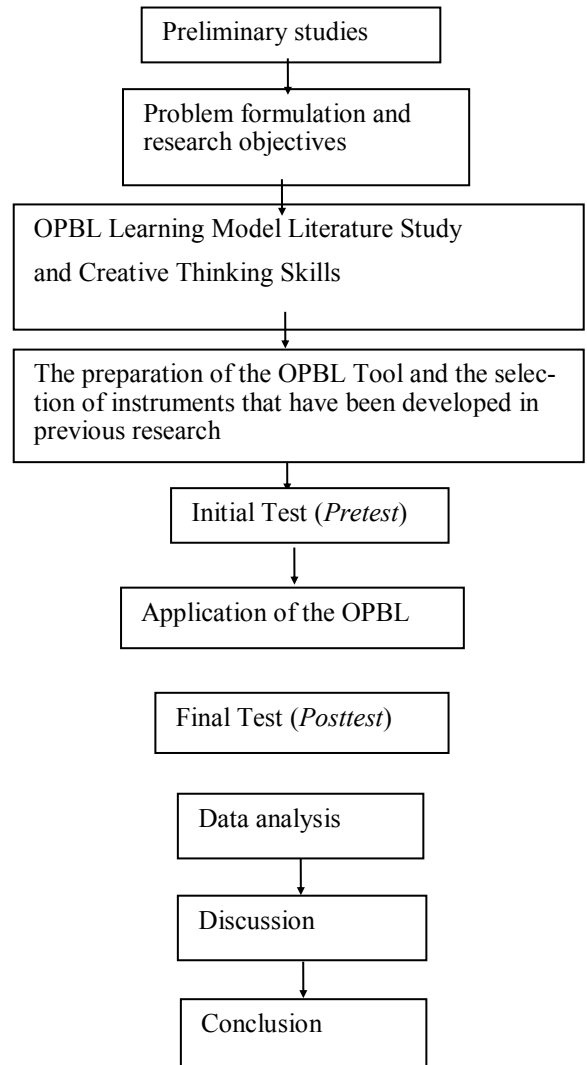 Preliminary studies
Problem formulation and
research objectives
OPBL Learning Model Literature Study
and Creative Thinking Skills
The preparation of the OPBL Tool and the selec-
tion of instruments that have been developed in
previous research
Initial Test (Pretest)
Application of the OPBL
Final Test (Posttest)
Data analysis
Discussion
Conclusion